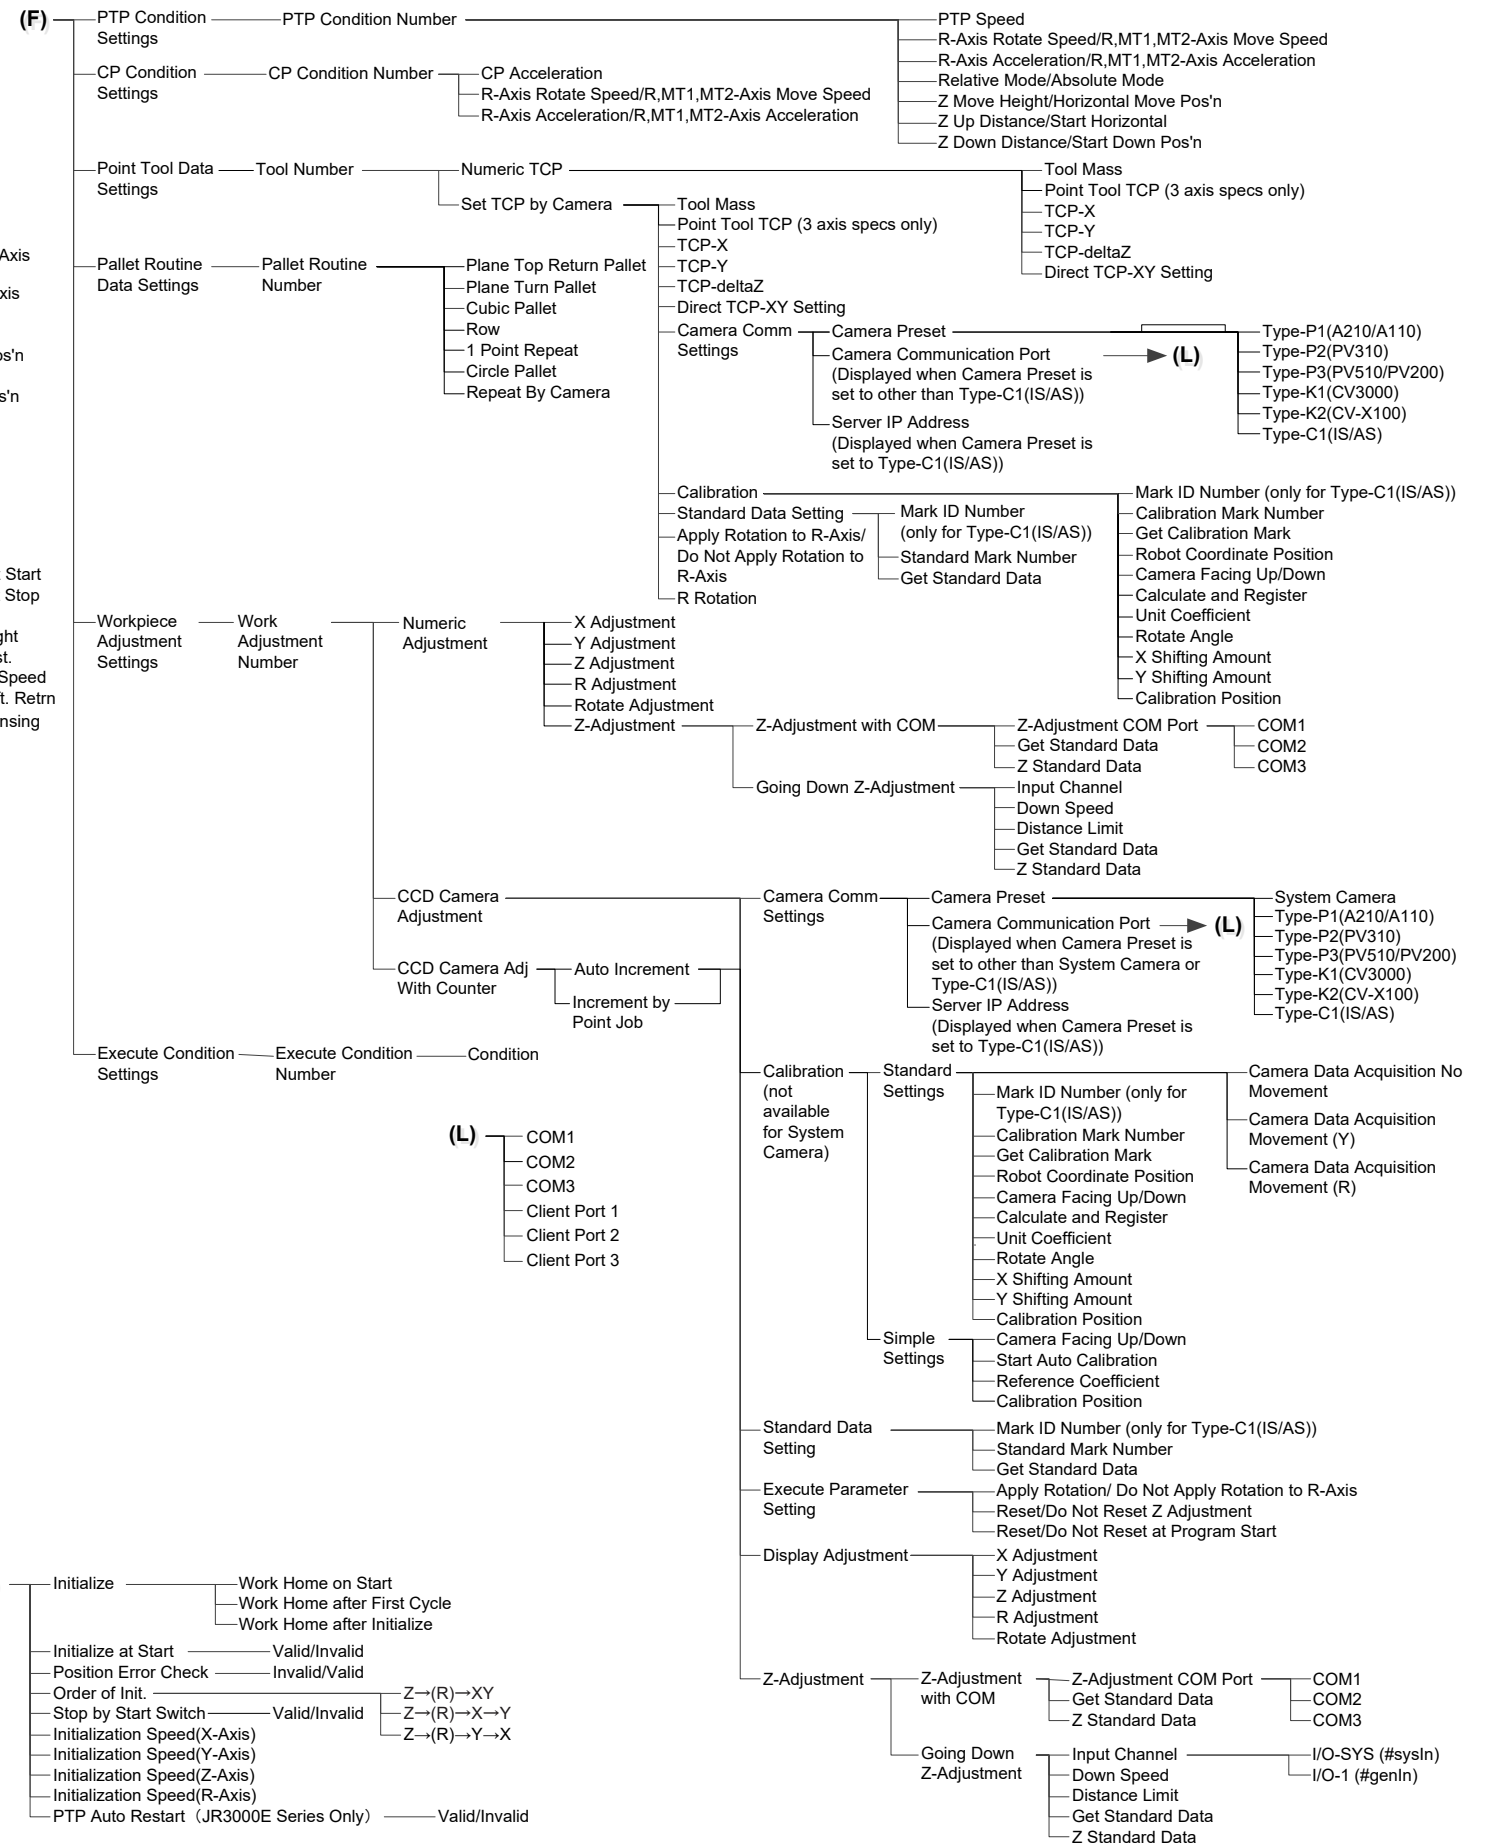 (F)
PTP Condition
Settings
PTP Condition Number
PTP Speed
R-Axis Rotate Speed/R,MT1,MT2-Axis Move Speed
R-Axis Acceleration/R,MT1,MT2-Axis Acceleration
Relative Mode/Absolute Mode
Z Move Height/Horizontal Move Pos'n
Z Up Distance/Start Horizontal
Z Down Distance/Start Down Pos'n
CP Condition
Settings
CP Condition Number
CP Acceleration
R-Axis Rotate Speed/R,MT1,MT2-Axis Move Speed
R-Axis Acceleration/R,MT1,MT2-Axis Acceleration
Point Tool Data
Settings
Tool Number
Numeric TCP
Tool Mass
Point Tool TCP (3 axis specs only)
TCP-X
TCP-Y
TCP-deltaZ
Direct TCP-XY Setting
Set TCP by Camera
Tool Mass
Point Tool TCP (3 axis specs only)
TCP-X
TCP-Y
TCP-deltaZ
Direct TCP-XY Setting
Camera Comm
Settings
Camera Preset
Type-P1(A210/A110)
Type-P2(PV310)
Type-P3(PV510/PV200)
Type-K1(CV3000)
Type-K2(CV-X100)
Type-C1(IS/AS)
Camera Communication Port
(Displayed when Camera Preset is
set to other than Type-C1(IS/AS))
(L)
Server IP Address
(Displayed when Camera Preset is
set to Type-C1(IS/AS))
Calibration
Mark ID Number (only for Type-C1(IS/AS))
Calibration Mark Number
Get Calibration Mark
Robot Coordinate Position
Camera Facing Up/Down
Calculate and Register
Unit Coefficient
Rotate Angle
X Shifting Amount
Y Shifting Amount
Calibration Position
Standard Data Setting
Mark ID Number
(only for Type-C1(IS/AS))
Standard Mark Number
Get Standard Data
Apply Rotation to R-Axis/
Do Not Apply Rotation to
R-Axis
R Rotation
Axis
xis
os'n
s'n
Start
Stop
ght
st.
Speed
t. Retrn
nsing
Pallet Routine
Data Settings
Pallet Routine
Number
Plane Top Return Pallet
Plane Turn Pallet
Cubic Pallet
Row
1 Point Repeat
Circle Pallet
Repeat By Camera
Workpiece
Adjustment
Settings
Work
Adjustment
Number
Numeric
Adjustment
X Adjustment
Y Adjustment
Z Adjustment
R Adjustment
Rotate Adjustment
Z-Adjustment
Z-Adjustment with COM
Z-Adjustment COM Port
COM1
COM2
COM3
Get Standard Data
Z Standard Data
Going Down Z-Adjustment
Input Channel
Down Speed
Distance Limit
Get Standard Data
Z Standard Data
CCD Camera
Adjustment
CCD Camera Adj
With Counter
Auto Increment
Increment by
Point Job
Camera Comm
Settings
Camera Preset
System Camera
Type-P1(A210/A110)
Type-P2(PV310)
Type-P3(PV510/PV200)
Type-K1(CV3000)
Type-K2(CV-X100)
Type-C1(IS/AS)
Camera Communication Port
(Displayed when Camera Preset is
set to other than System Camera or
Type-C1(IS/AS))
(L)
Server IP Address
(Displayed when Camera Preset is
set to Type-C1(IS/AS))
Calibration
(not
available
for System
Camera)
Standard
Settings
Camera Data Acquisition No
Movement
Camera Data Acquisition
Movement (Y)
Camera Data Acquisition
Movement (R)
Mark ID Number (only for
Type-C1(IS/AS))
Calibration Mark Number
Get Calibration Mark
Robot Coordinate Position
Camera Facing Up/Down
Calculate and Register
Unit Coefficient
Rotate Angle
X Shifting Amount
Y Shifting Amount
Calibration Position
Simple
Settings
Camera Facing Up/Down
Start Auto Calibration
Reference Coefficient
Calibration Position
Standard Data
Setting
Mark ID Number (only for Type-C1(IS/AS))
Standard Mark Number
Get Standard Data
Execute Parameter
Setting
Apply Rotation/ Do Not Apply Rotation to R-Axis
Reset/Do Not Reset Z Adjustment
Reset/Do Not Reset at Program Start
Display Adjustment
X Adjustment
Y Adjustment
Z Adjustment
R Adjustment
Rotate Adjustment
Z-Adjustment
Z-Adjustment
with COM
Z-Adjustment COM Port
COM1
COM2
COM3
Get Standard Data
Z Standard Data
Going Down
Z-Adjustment
Input Channel
I/O-SYS (#sysIn)
I/O-1 (#genIn)
Down Speed
Distance Limit
Get Standard Data
Z Standard Data
Execute Condition
Settings
Execute Condition
Number
Condition
(L)
COM1
COM2
COM3
Client Port 1
Client Port 2
Client Port 3
Initialize
Work Home on Start
Work Home after First Cycle
Work Home after Initialize
Initialize at Start
Valid/Invalid
Position Error Check
Invalid/Valid
Order of Init.
Z→(R)→XY
Z→(R)→X→Y
Z→(R)→Y→X
Stop by Start Switch
Valid/Invalid
Initialization Speed(X-Axis)
Initialization Speed(Y-Axis)
Initialization Speed(Z-Axis)
Initialization Speed(R-Axis)
PTP Auto Restart（JR3000E Series Only）
Valid/Invalid